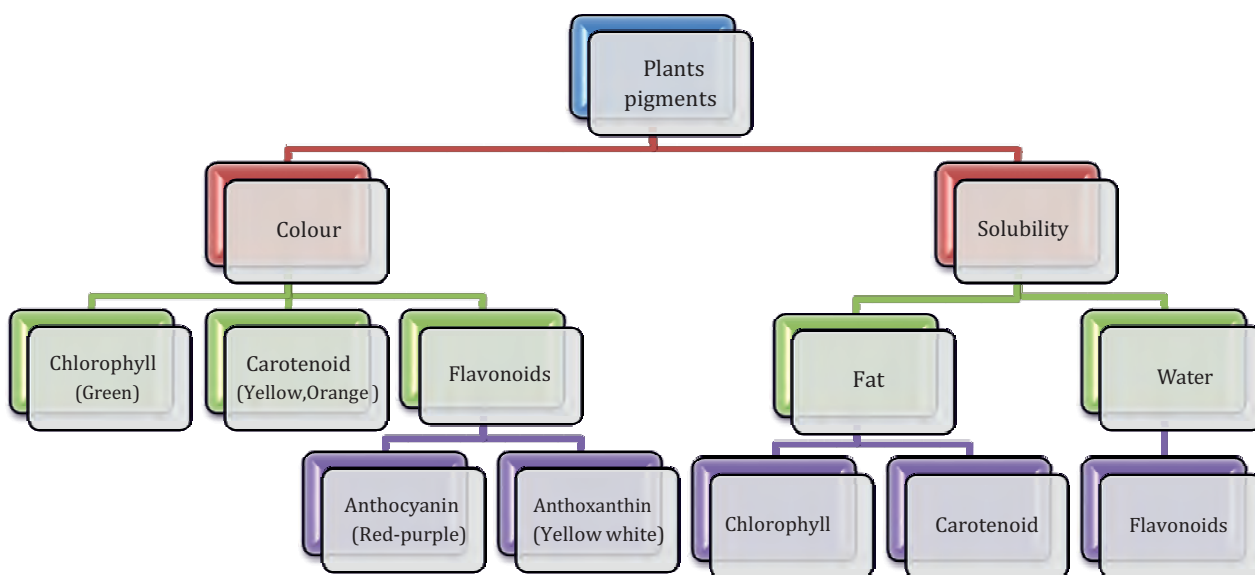 Plants
pigments
Colour
Solubility
Chlorophyll
(Green)
Carotenoid
(Yellow,Orange )
Flavonoids
Fat
Water
Anthocyanin
(Red-purple)
Anthoxanthin
(Yellow white)
Chlorophyll
Carotenoid
Flavonoids